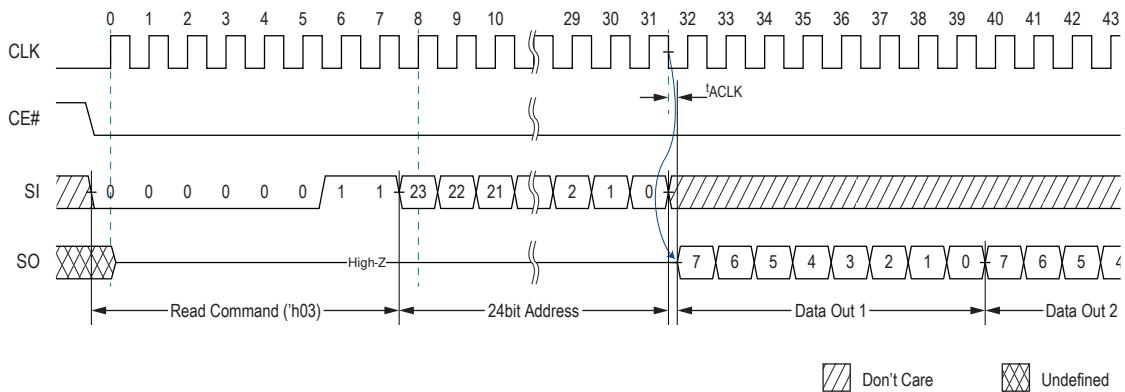 0 1 2 3 4 5 6 7 8 9 10 29 30 31 32 33 34 35 36 37 38 39 40 41 42 43
CLK
tACLK
CE#
SI 0 0 0 0 0 0 1 1 23 22 21 2 1 0
SO High-Z 7 6 5 4 3 2 1 0 7 6 5 4
Read Command ('h03) 24bit Address Data Out 1 Data Out 2
Don't Care Undefined